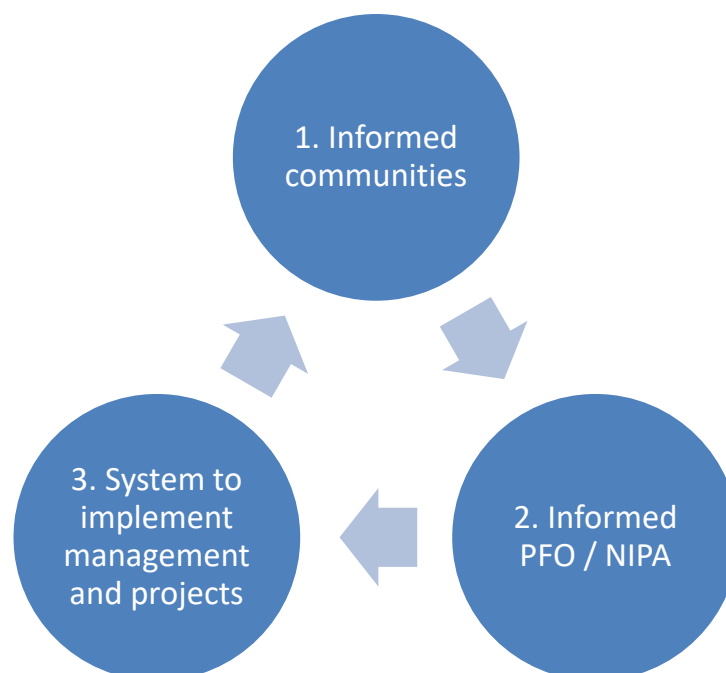 1. Informed
communities
3. System to
implement
management
and projects
2. Informed
PFO / NIPA